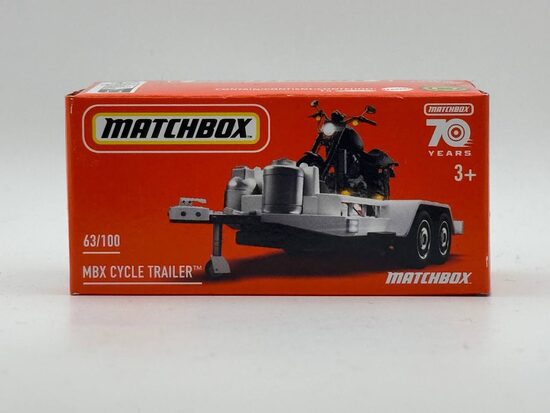 MATCHBOX
MATCHBOX
70
YEARS
3+
63/100
MBX CYCLE TRAILER™
MATCHBOX